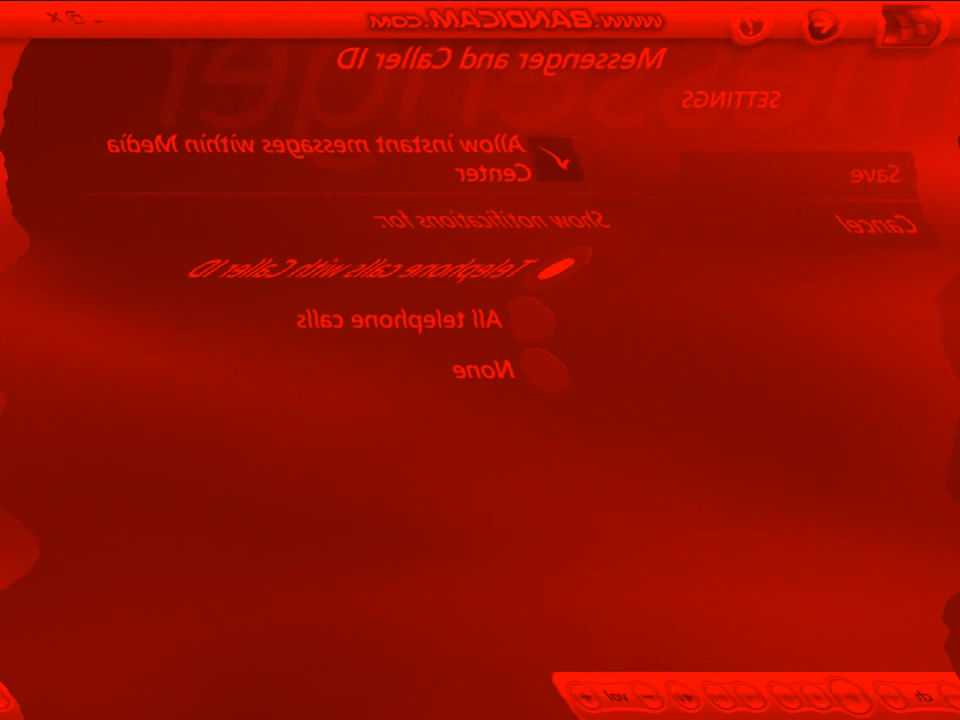 www.BANDICAM.com
Messenger and Caller ID
messenger
SETTINGS
Save
Cancel
Allow instant messages within Media
Center
Show notifications for:
Telephone calls with Caller ID
All telephone calls
None
ch
vol